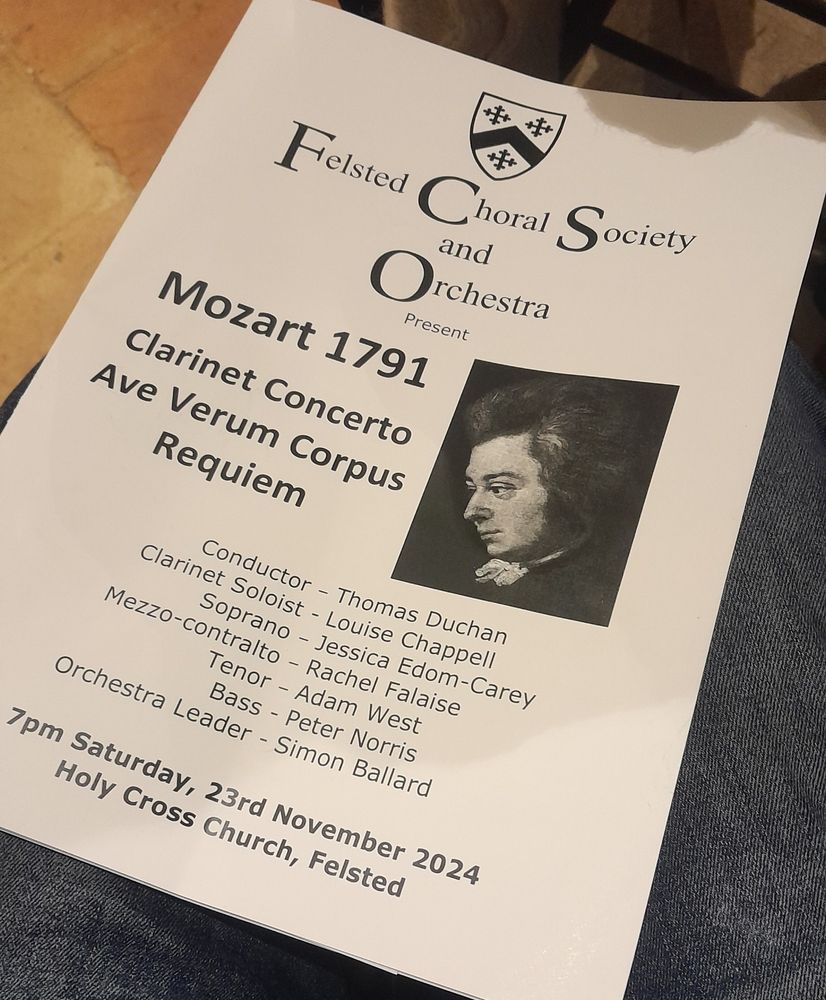 Felsted Choral Society
and
Orchestra
Present
Mozart 1791
Clarinet Concerto
Ave Verum Corpus
Requiem
Conductor – Thomas Duchan
Clarinet Soloist - Louise Chappell
Soprano – Jessica Edom-Carey
Mezzo-contralto – Rachel Falaise
Tenor – Adam West
Bass - Peter Norris
Orchestra Leader - Simon Ballard
7pm Saturday, 23rd November 2024
Holy Cross Church, Felsted